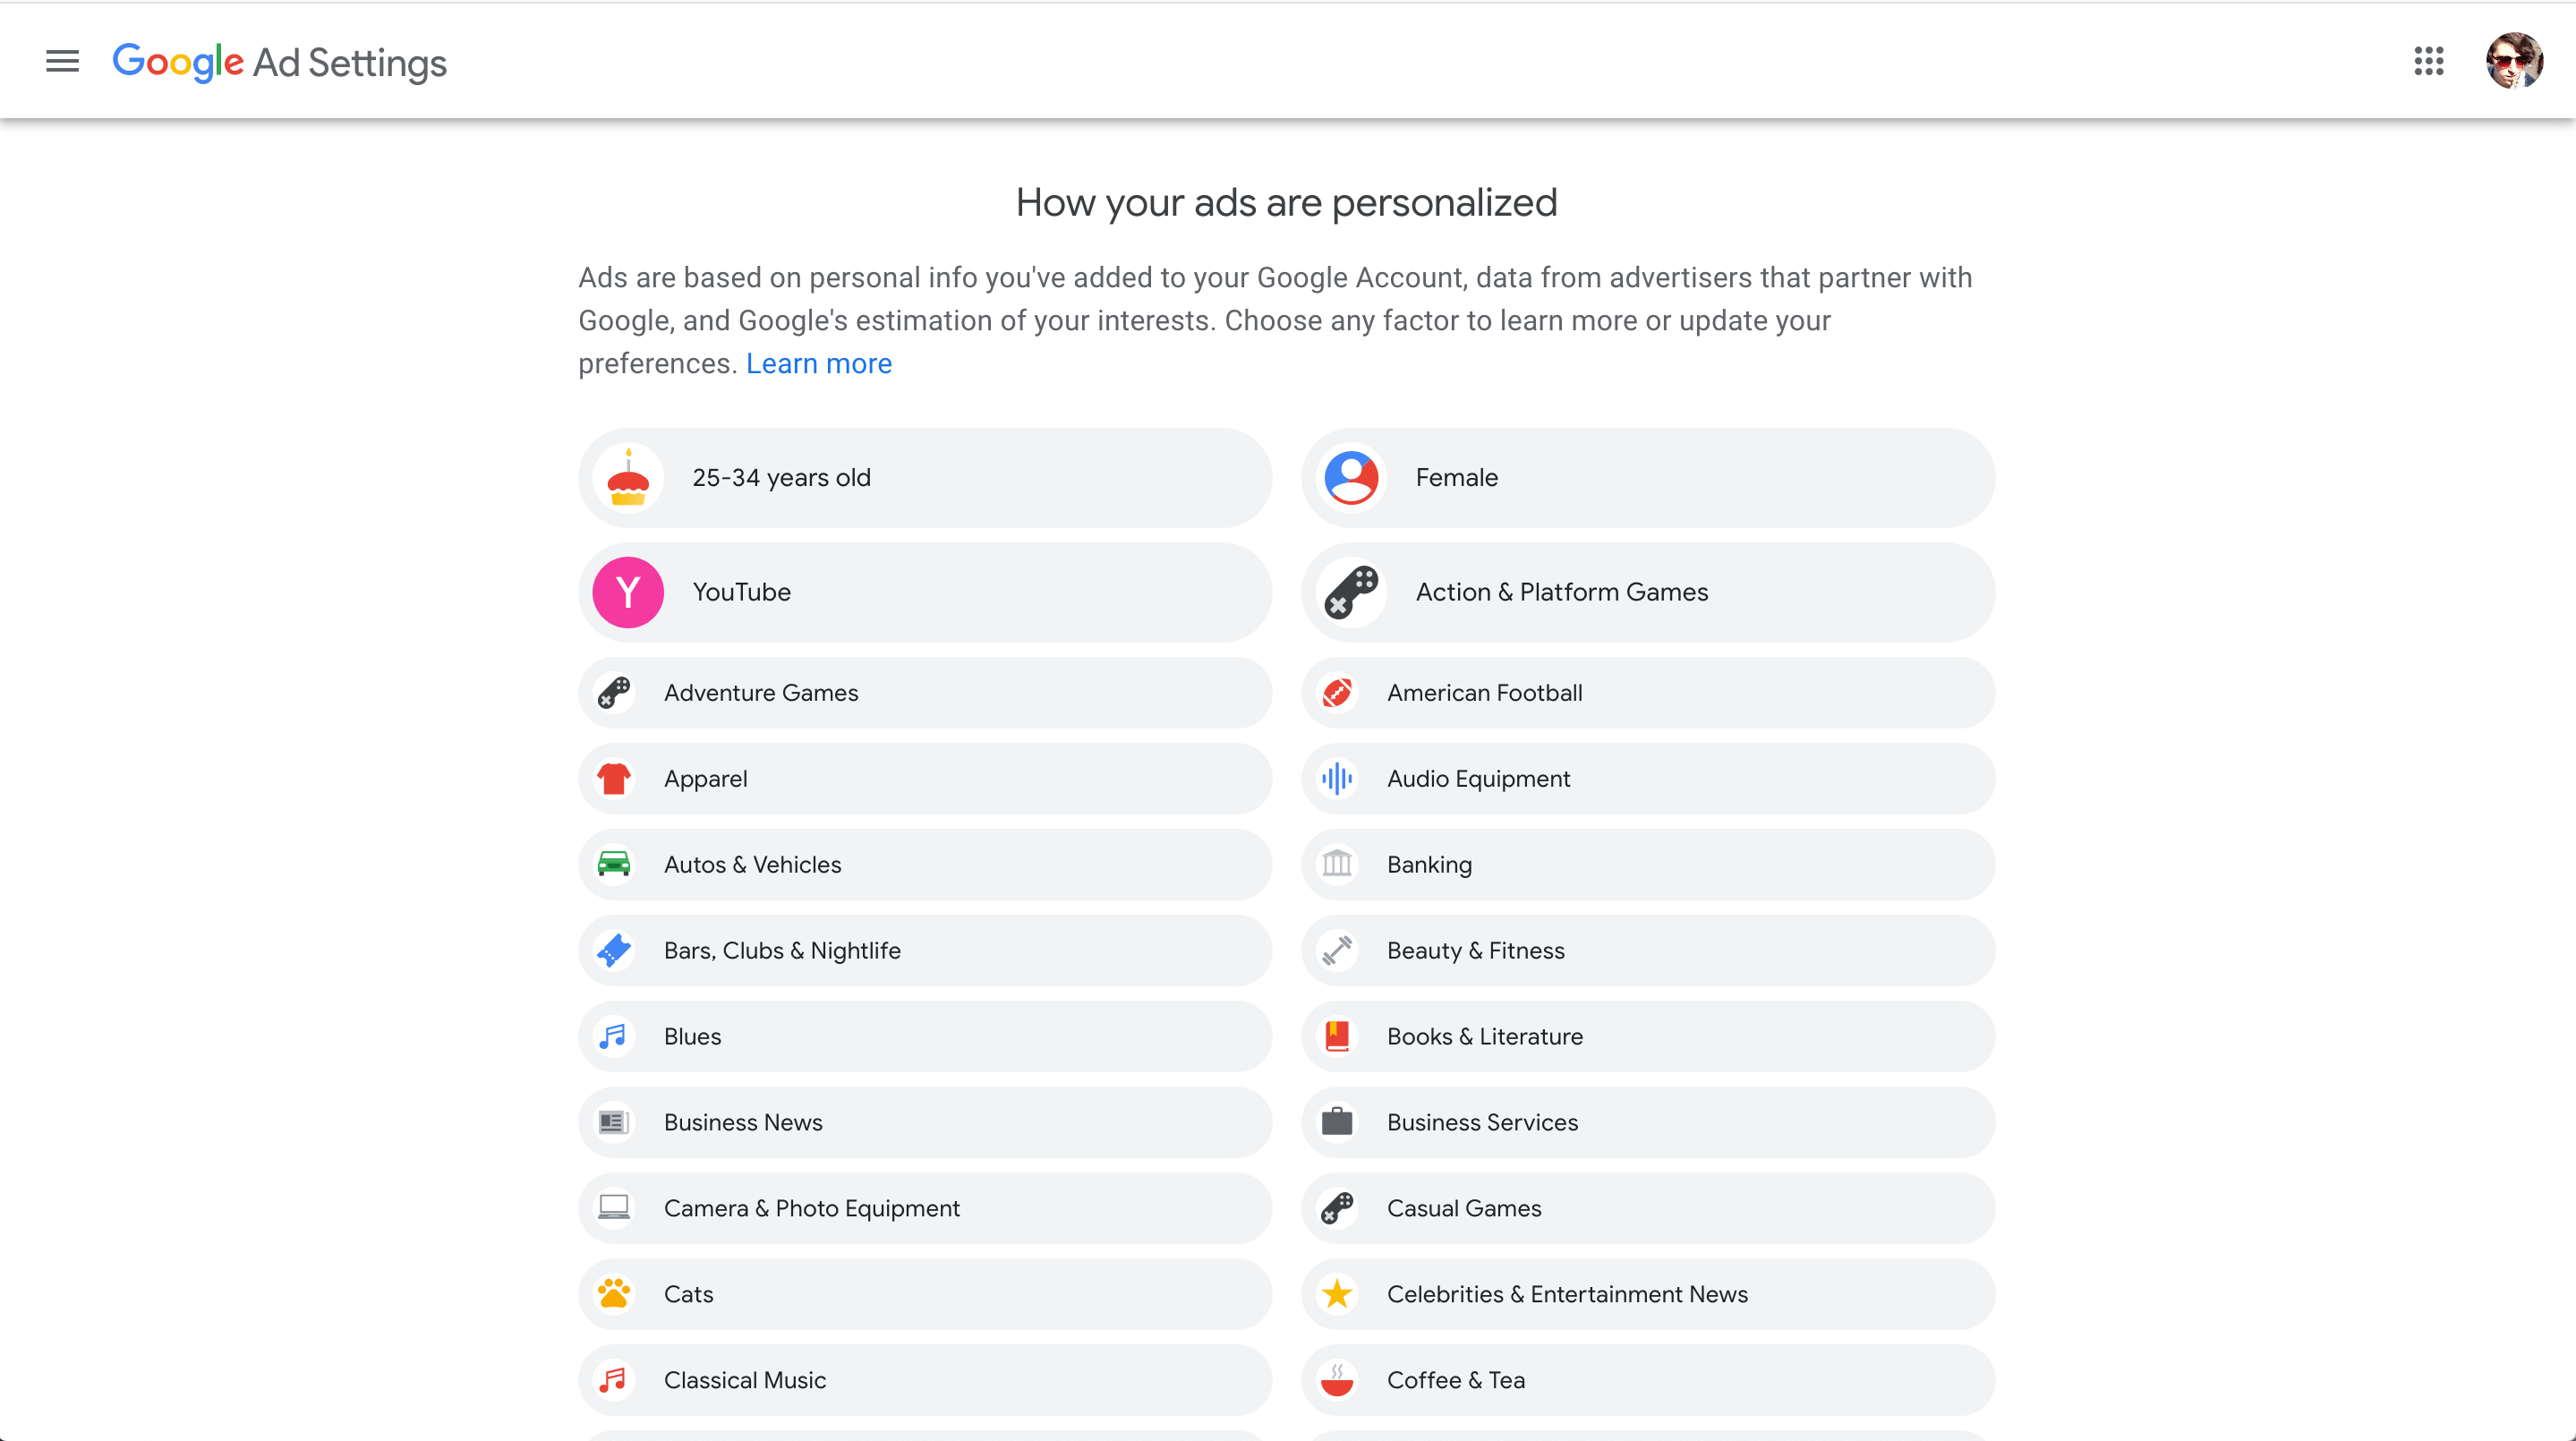 Google Ad Settings
How your ads are personalized
Ads are based on personal info you've added to your Google Account, data from advertisers that partner with
Google, and Google's estimation of your interests. Choose any factor to learn more or update your
preferences. Learn more
25-34 years old
Female
Y
YouTube
Action & Platform Games
Adventure Games
American Football
Apparel
Audio Equipment
Autos & Vehicles
Banking
Bars, Clubs & Nightlife
Beauty & Fitness
Blues
Books & Literature
Business News
Business Services
Camera & Photo Equipment
Casual Games
Cats
Celebrities & Entertainment News
Classical Music
Coffee & Tea